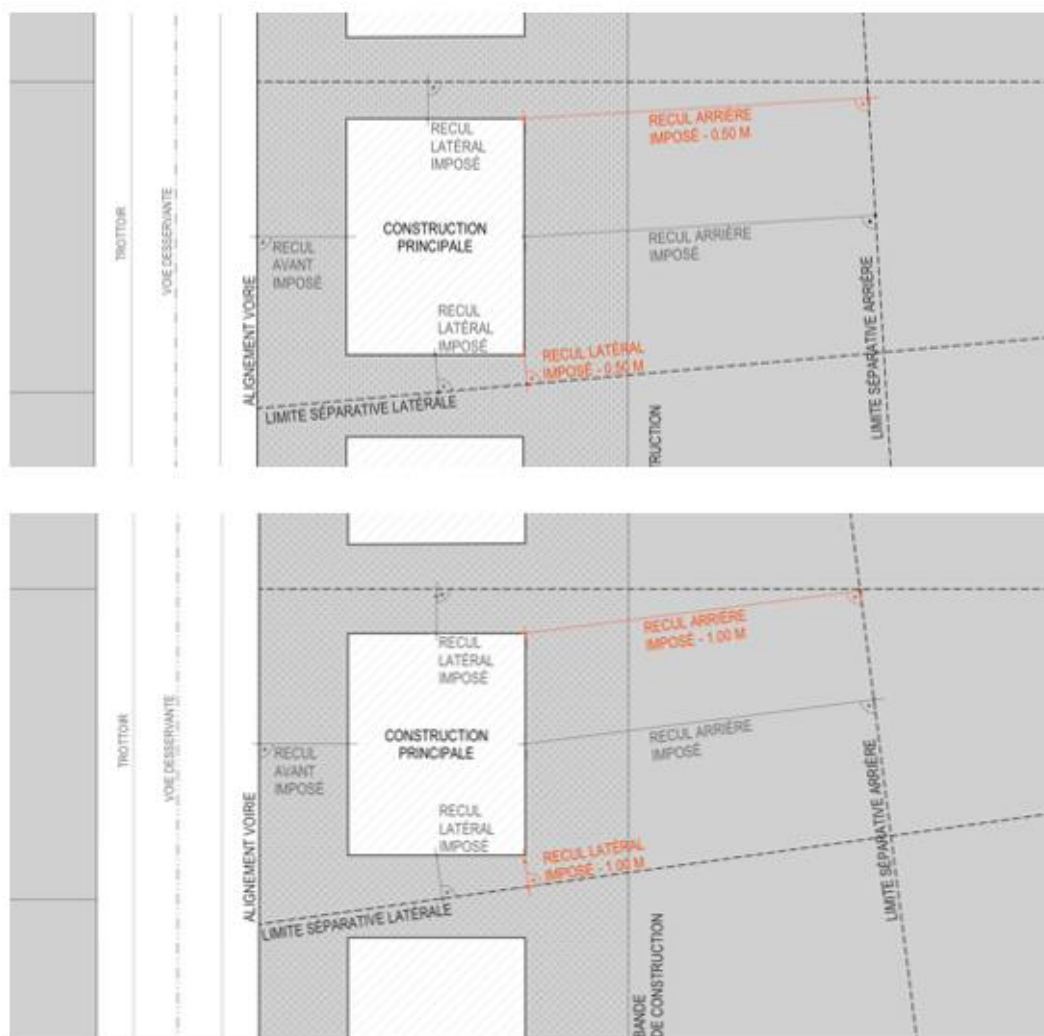 TROTTOIR
VOIE DESSERVANTE
ALIGNEMENT VOIRIE
RECUL
AVANT
IMPOSÉ
RECUL
LATÉRAL
IMPOSÉ
CONSTRUCTION
PRINCIPALE
RECUL
LATÉRAL
IMPOSÉ
RECUL ARRIÈRE
IMPOSÉ - 0.50 M
RECUL ARRIÈRE
IMPOSÉ
RECUL LATÉRAL
IMPOSÉ - 0.50 M
LIMITE SÉPARATIVE LATÉRALE
LIMITE SÉPARATIVE ARRIÈRE
TRUCTION
TROTTOIR
VOIE DESSERVANTE
ALIGNEMENT VOIRIE
RECUL
AVANT
IMPOSÉ
RECUL
LATÉRAL
IMPOSÉ
CONSTRUCTION
PRINCIPALE
RECUL
LATÉRAL
IMPOSÉ
RECUL ARRIÈRE
IMPOSÉ - 1.00 M
RECUL ARRIÈRE
IMPOSÉ
RECUL LATÉRAL
IMPOSÉ - 1.00 M
LIMITE SÉPARATIVE LATÉRALE
LIMITE SÉPARATIVE ARRIÈRE
BANDE
DE CONSTRUCTION